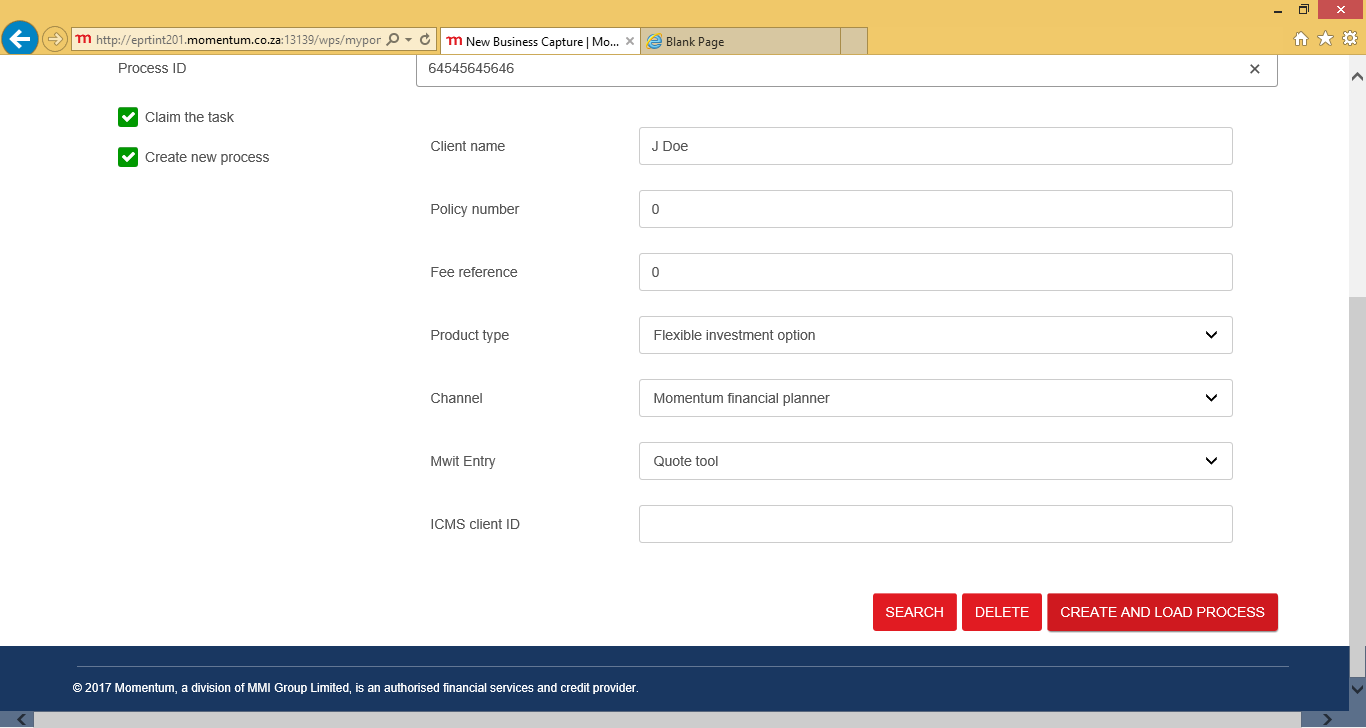 http://eprtint201.momentum.co.za:13139/wps/mypor
New Business Capture | Mo...
Blank Page
Process ID
64545645646
Claim the task
Create new process
Client name
J Doe
Policy number
0
Fee reference
0
Product type
Flexible investment option
Channel
Momentum financial planner
Mwit Entry
Quote tool
ICMS client ID
SEARCH
DELETE
CREATE AND LOAD PROCESS
© 2017 Momentum, a division of MMI Group Limited, is an authorised financial services and credit provider.